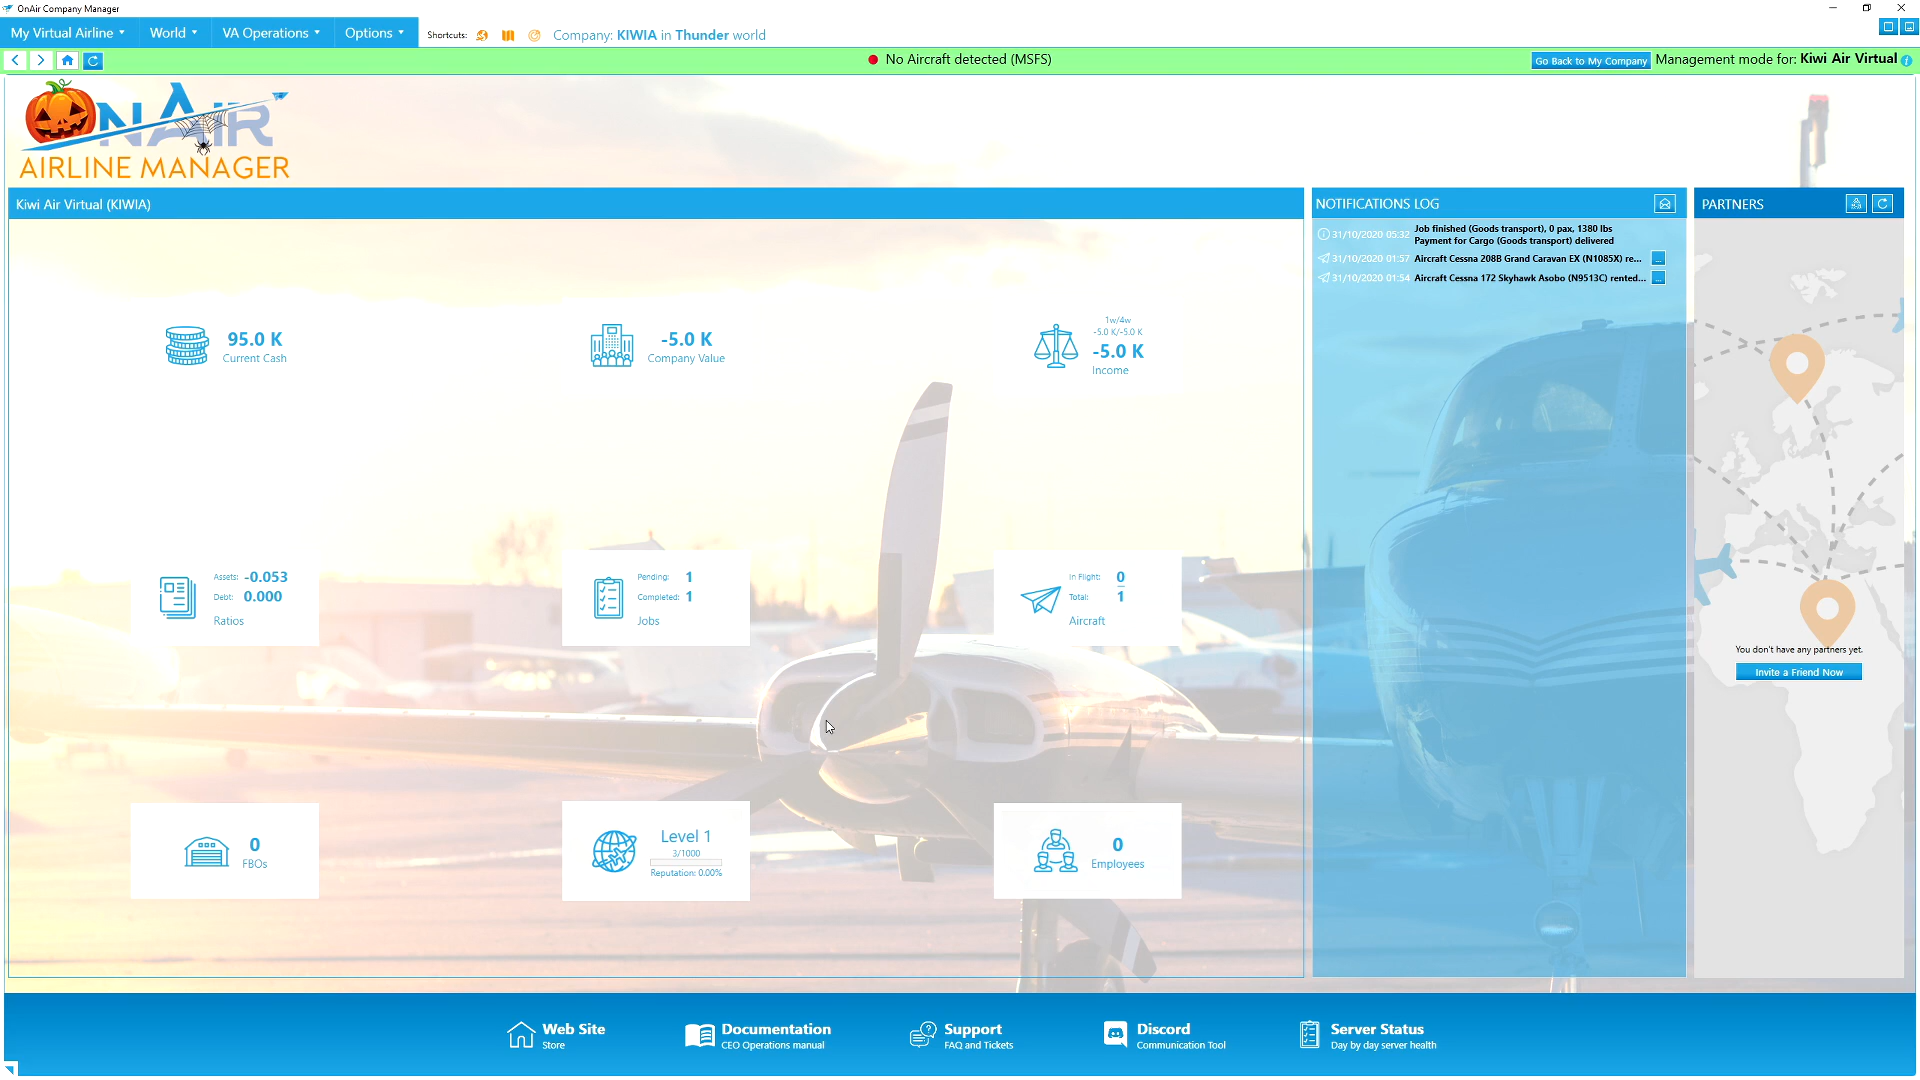 OnAir Company Manager
My Virtual Airline
World
VA Operations
Options
Shortcuts:
Company: KIWIA in Thunder world
No Aircraft detected (MSFS)
Go Back to My Company
Management mode for: Kiwi Air Virtual
ONAIR
AIRLINE MANAGER
Kiwi Air Virtual (KIWIA)
95.0 K
Current Cash
-5.0 K
Company Value
1w/4w
-5.0 K/-5.0 K
-5.0 K
Income
Assets: -0.053
Debt: 0.000
Ratios
Pending: 1
Completed: 1
Jobs
In Flight: 0
Total: 1
Aircraft
0
FBOs
Level 1
3/1000
Reputation: 0.00%
0
Employees
NOTIFICATIONS LOG
31/10/2020 05:32 Job finished (Goods transport), 0 pax, 1380 lbs
Payment for Cargo (Goods transport) delivered
31/10/2020 01:57 Aircraft Cessna 208B Grand Caravan EX (N1085X) re... ...
31/10/2020 01:54 Aircraft Cessna 172 Skyhawk Asobo (N9513C) rented... ...
PARTNERS
You don't have any partners yet.
Invite a Friend Now
Web Site
Store
Documentation
CEO Operations manual
Support
FAQ and Tickets
Discord
Communication Tool
Server Status
Day by day server health